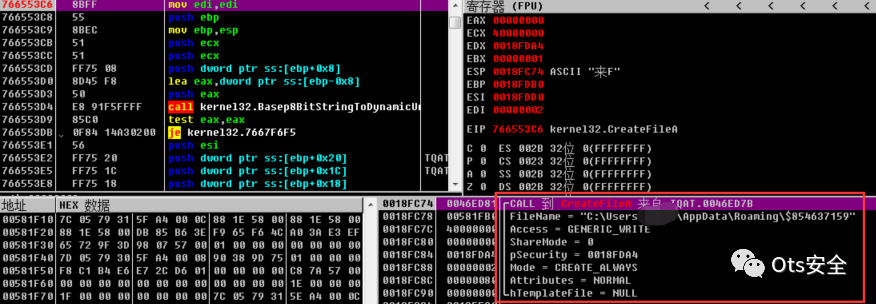 766553C6 8BFF mov edi,edi
766553C8 55 push ebp
766553C9 8BEC mov ebp,esp
766553CB 51 push ecx
766553CC 51 push ecx
766553CD FF75 08 push dword ptr ss:[ebp+0x8]
766553D0 8D45 F8 lea eax,dword ptr ss:[ebp-0x8]
766553D3 50 push eax
766553D4 E8 91F5FFFF call kernel32.Basep8BitStringToDynamicUn
766553D9 85C0 test eax,eax
766553DB 0F84 14A30200 je kernel32.7667F6F5
766553E1 56 push esi
766553E2 FF75 20 push dword ptr ss:[ebp+0x20] TQAT
766553E5 FF75 1C push dword ptr ss:[ebp+0x1C] TQAT.
766553E8 FF75 18 push dword ptr ss:[ebp+0x18]
寄存器 (FPU) < < < < < <
EAX 00000000
ECX 40000000
EDX 0018FDA4
EBX 00000001
ESP 0018FC74 ASCII "来F"
EBP 0018FDB0
ESI 0018FDD0
EDI 00000002
EIP 766553C6 kernel32.CreateFileA
C 0 ES 002B 32位 0(FFFFFFFF)
P 0 CS 0023 32位 0(FFFFFFFF)
A 0 SS 002B 32位 0(FFFFFFFF)
Z 0 DS 002B 32位 0(FFFFFFFF)
地址 HEX 数据
00581F00 7C 05 79 31 5F A4 00 0C 88 1E 58 00 88 1E 58 00
00581F20 88 1E 58 00 DB 85 B6 3E F9 65 F6 4C A0 3A E3 EF
00581F30 65 72 9F 3D 98 07 57 00 01 00 00 00 00 00 00 00
00581F40 7D 05 79 30 5F A4 00 08 90 38 9D 75 01 00 00 00
00581F50 F8 C1 B4 E6 E7 2C D6 01 00 00 00 00 C8 7A 57 00
00581F60 00 00 00 00 00 00 00 00 1E 00 00 00 00 00 00 00
00581F70 1F 00 00 00 00 00 00 00 7C 05 79 31 5E A4 00 0C
0018FC74 0046ED81 CALL 到 CreateFileA 来自 TQAT.0046ED7B
0018FC78 00581FB0 FileName = "C:\Users\AppData\Roaming\$854637159"
0018FC7C 40000000 Access = GENERIC_WRITE
0018FC80 00000000 ShareMode = 0
0018FC84 0018FDA4 pSecurity = 0018FDA4
0018FC88 00000002 Mode = CREATE_ALWAYS
0018FC8C 00000080 Attributes = NORMAL
0018FC90 00000000 hTemplateFile = NULL
Ots安全